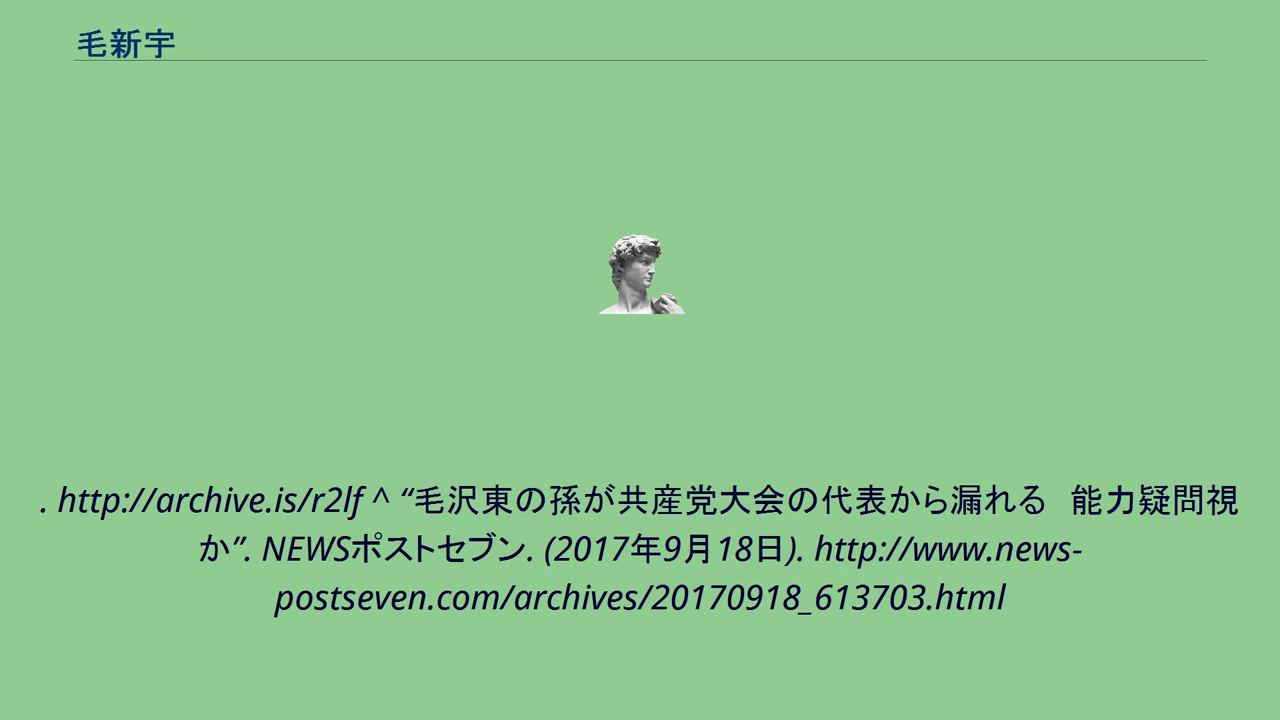 毛新宇
. http://archive.is/r2lf ^ “毛沢東の孫が共産党大会の代表から漏れる　能力疑問視
か”. NEWSポストセブン. (2017年9月18日). http://www.news-
postseven.com/archives/20170918_613703.html